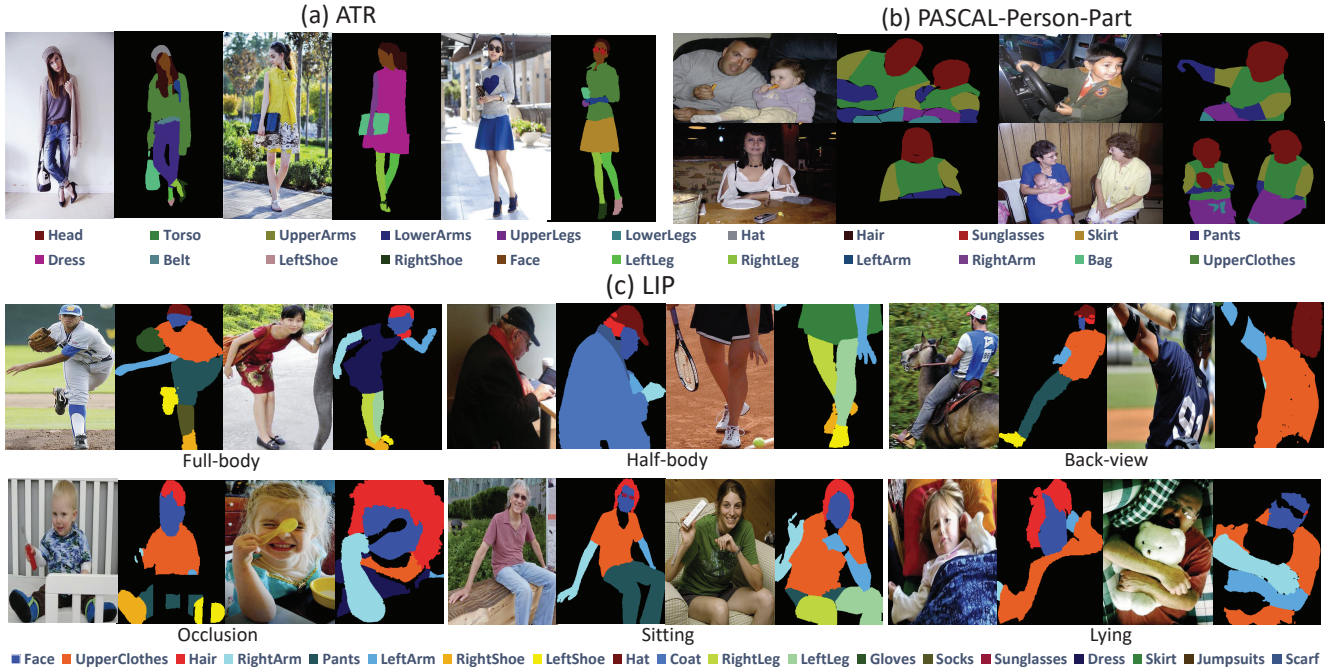 (a) ATR
(b) PASCAL-Person-Part
Head Torso UpperArms LowerArms UpperLegs LowerLegs Hat Hair Sunglasses Skirt Pants
Dress Belt LeftShoe RightShoe Face LeftLeg RightLeg LeftArm RightArm Bag UpperClothes
(c) LIP
91
Full-body Half-body Back-view
Occlusion Sitting Lying
Face UpperClothes Hair RightArm Pants LeftArm RightShoe LeftShoe Hat Coat RightLeg LeftLeg Gloves Socks Sunglasses Dress Skirt Jumpsuits Scarf